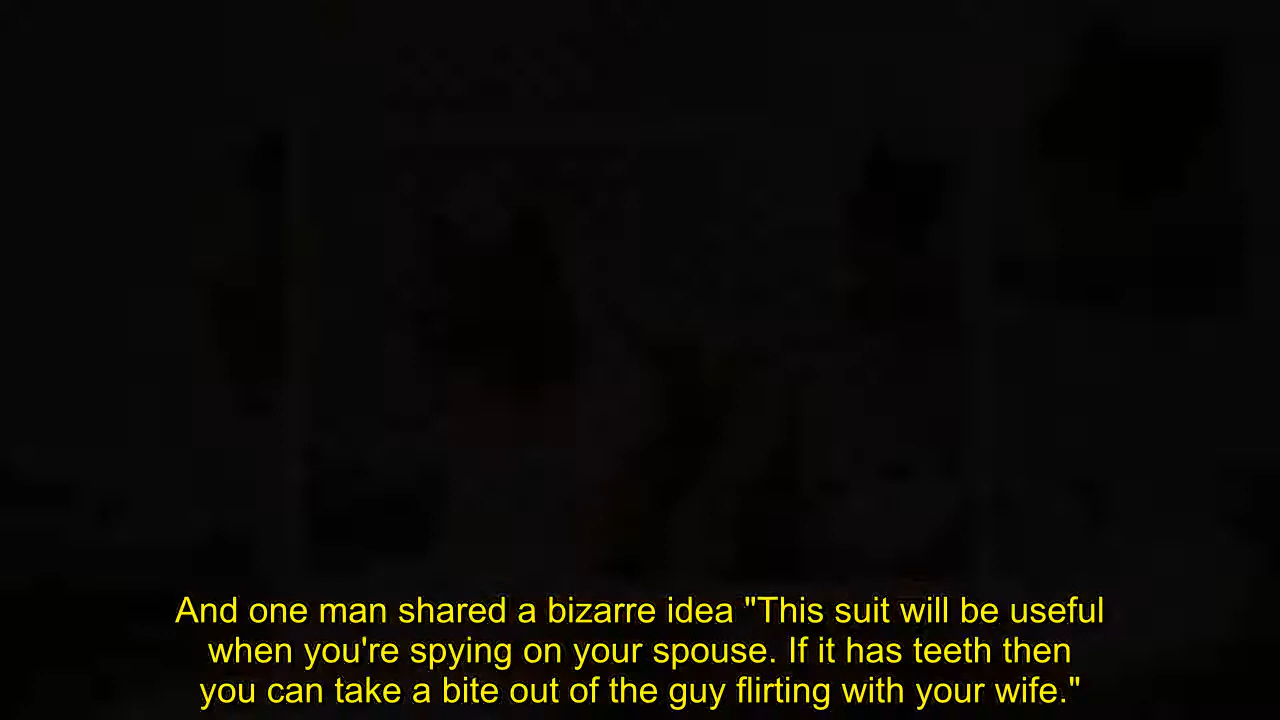 And one man shared a bizarre idea "This suit will be useful
when you're spying on your spouse. If it has teeth then
you can take a bite out of the guy flirting with your wife."